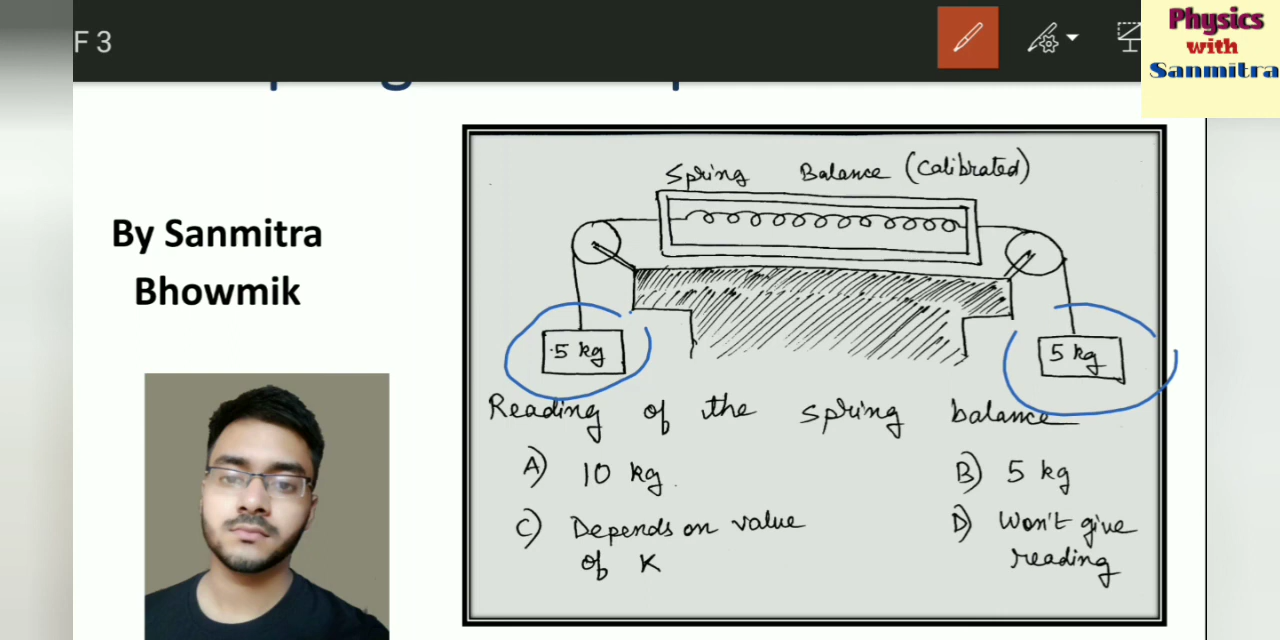 F 3
Physics
with
Sanmitra
By Sanmitra
Bhowmik
Spring Balance (Calibrated)
5 kg
5 kg
Reading of the spring balance
A) 10 kg
B) 5 kg
C) Depends on value
of K
D) Won't give
reading